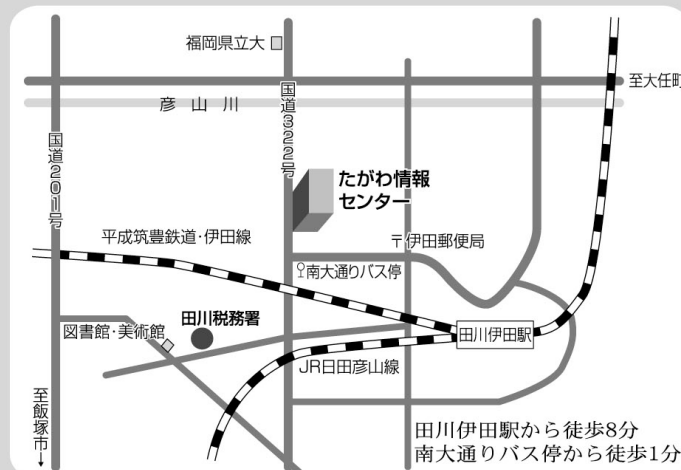 福岡県立大
至大任町
彦山川
国道322号
国道201号
たがわ情報
センター
平成筑豊鉄道・伊田線
〒伊田郵便局
南大通りバス停
田川税務署
図書館・美術館
田川伊田駅
JR日田彦山線
至飯塚市→
田川伊田駅から徒歩8分
南大通りバス停から徒歩1分